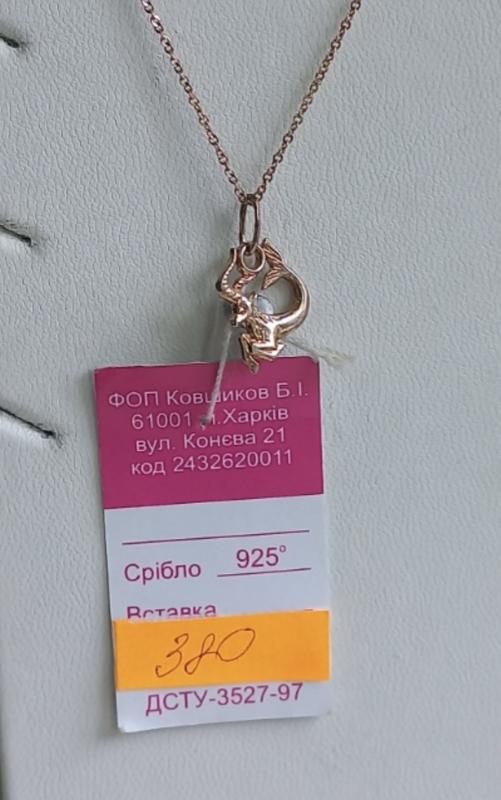 ФОП Ковшиков Б.І.
61001 м.Харків
вул. Конєва 21
код 2432620011
Срібло 925°
Вставка
380
ДСТУ-3527-97